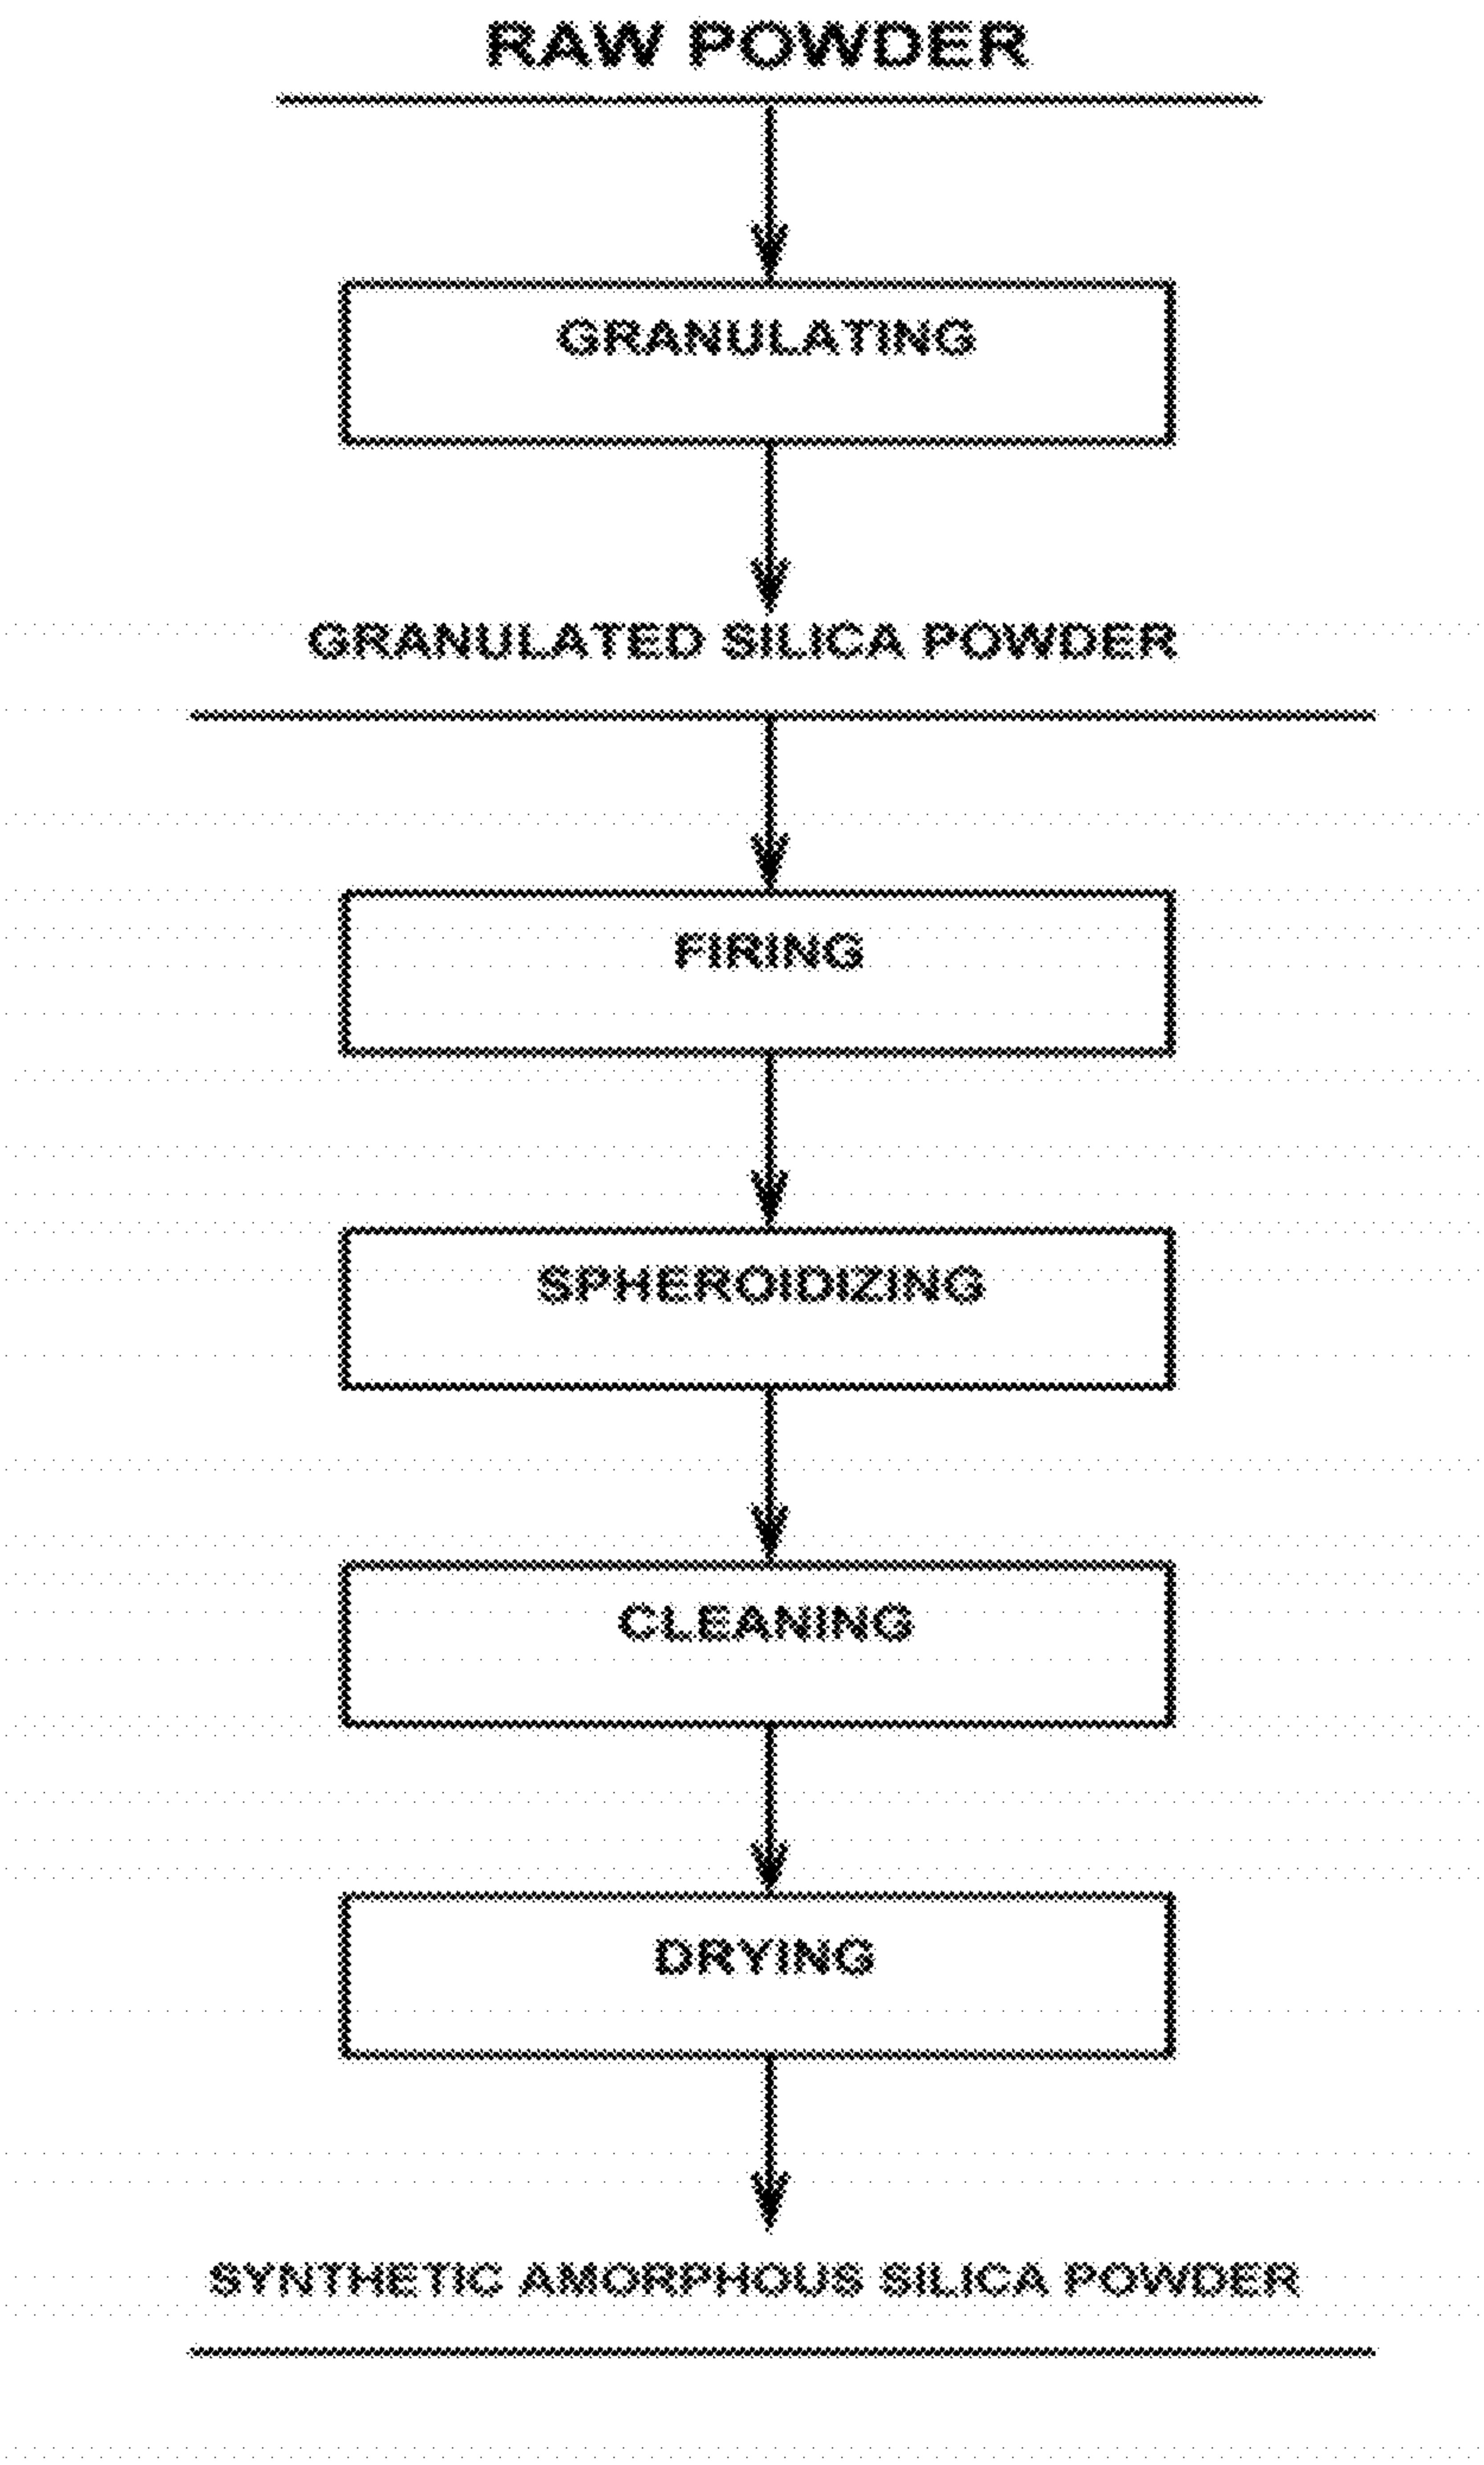 RAW POWDER
GRANULATING
GRANULATED SILICA POWDER
FIRING
SPHEROIDIZING
CLEANING
DRYING
SYNTHETIC AMORPHOUS SILICA POWDER